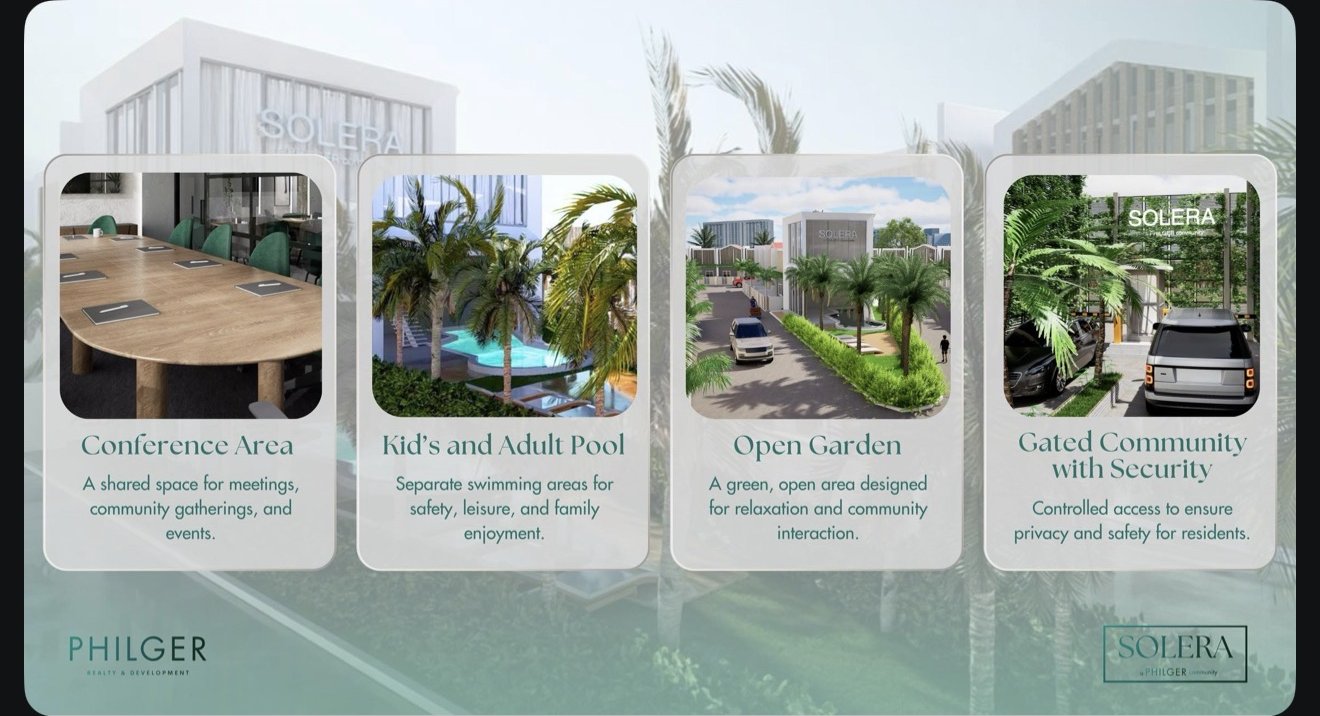 SOLERA
SOLERA
SOLERA
Conference Area
A shared space for meetings,
community gatherings, and
events.
Kid's and Adult Pool
Separate swimming areas for
safety, leisure, and family
enjoyment.
Open Garden
A green, open area designed
for relaxation and community
interaction.
Gated Community
with Security
Controlled access to ensure
privacy and safety for residents.
PHILGER
REALTY & DEVELOPMENT
SOLERA
a PHILGER community